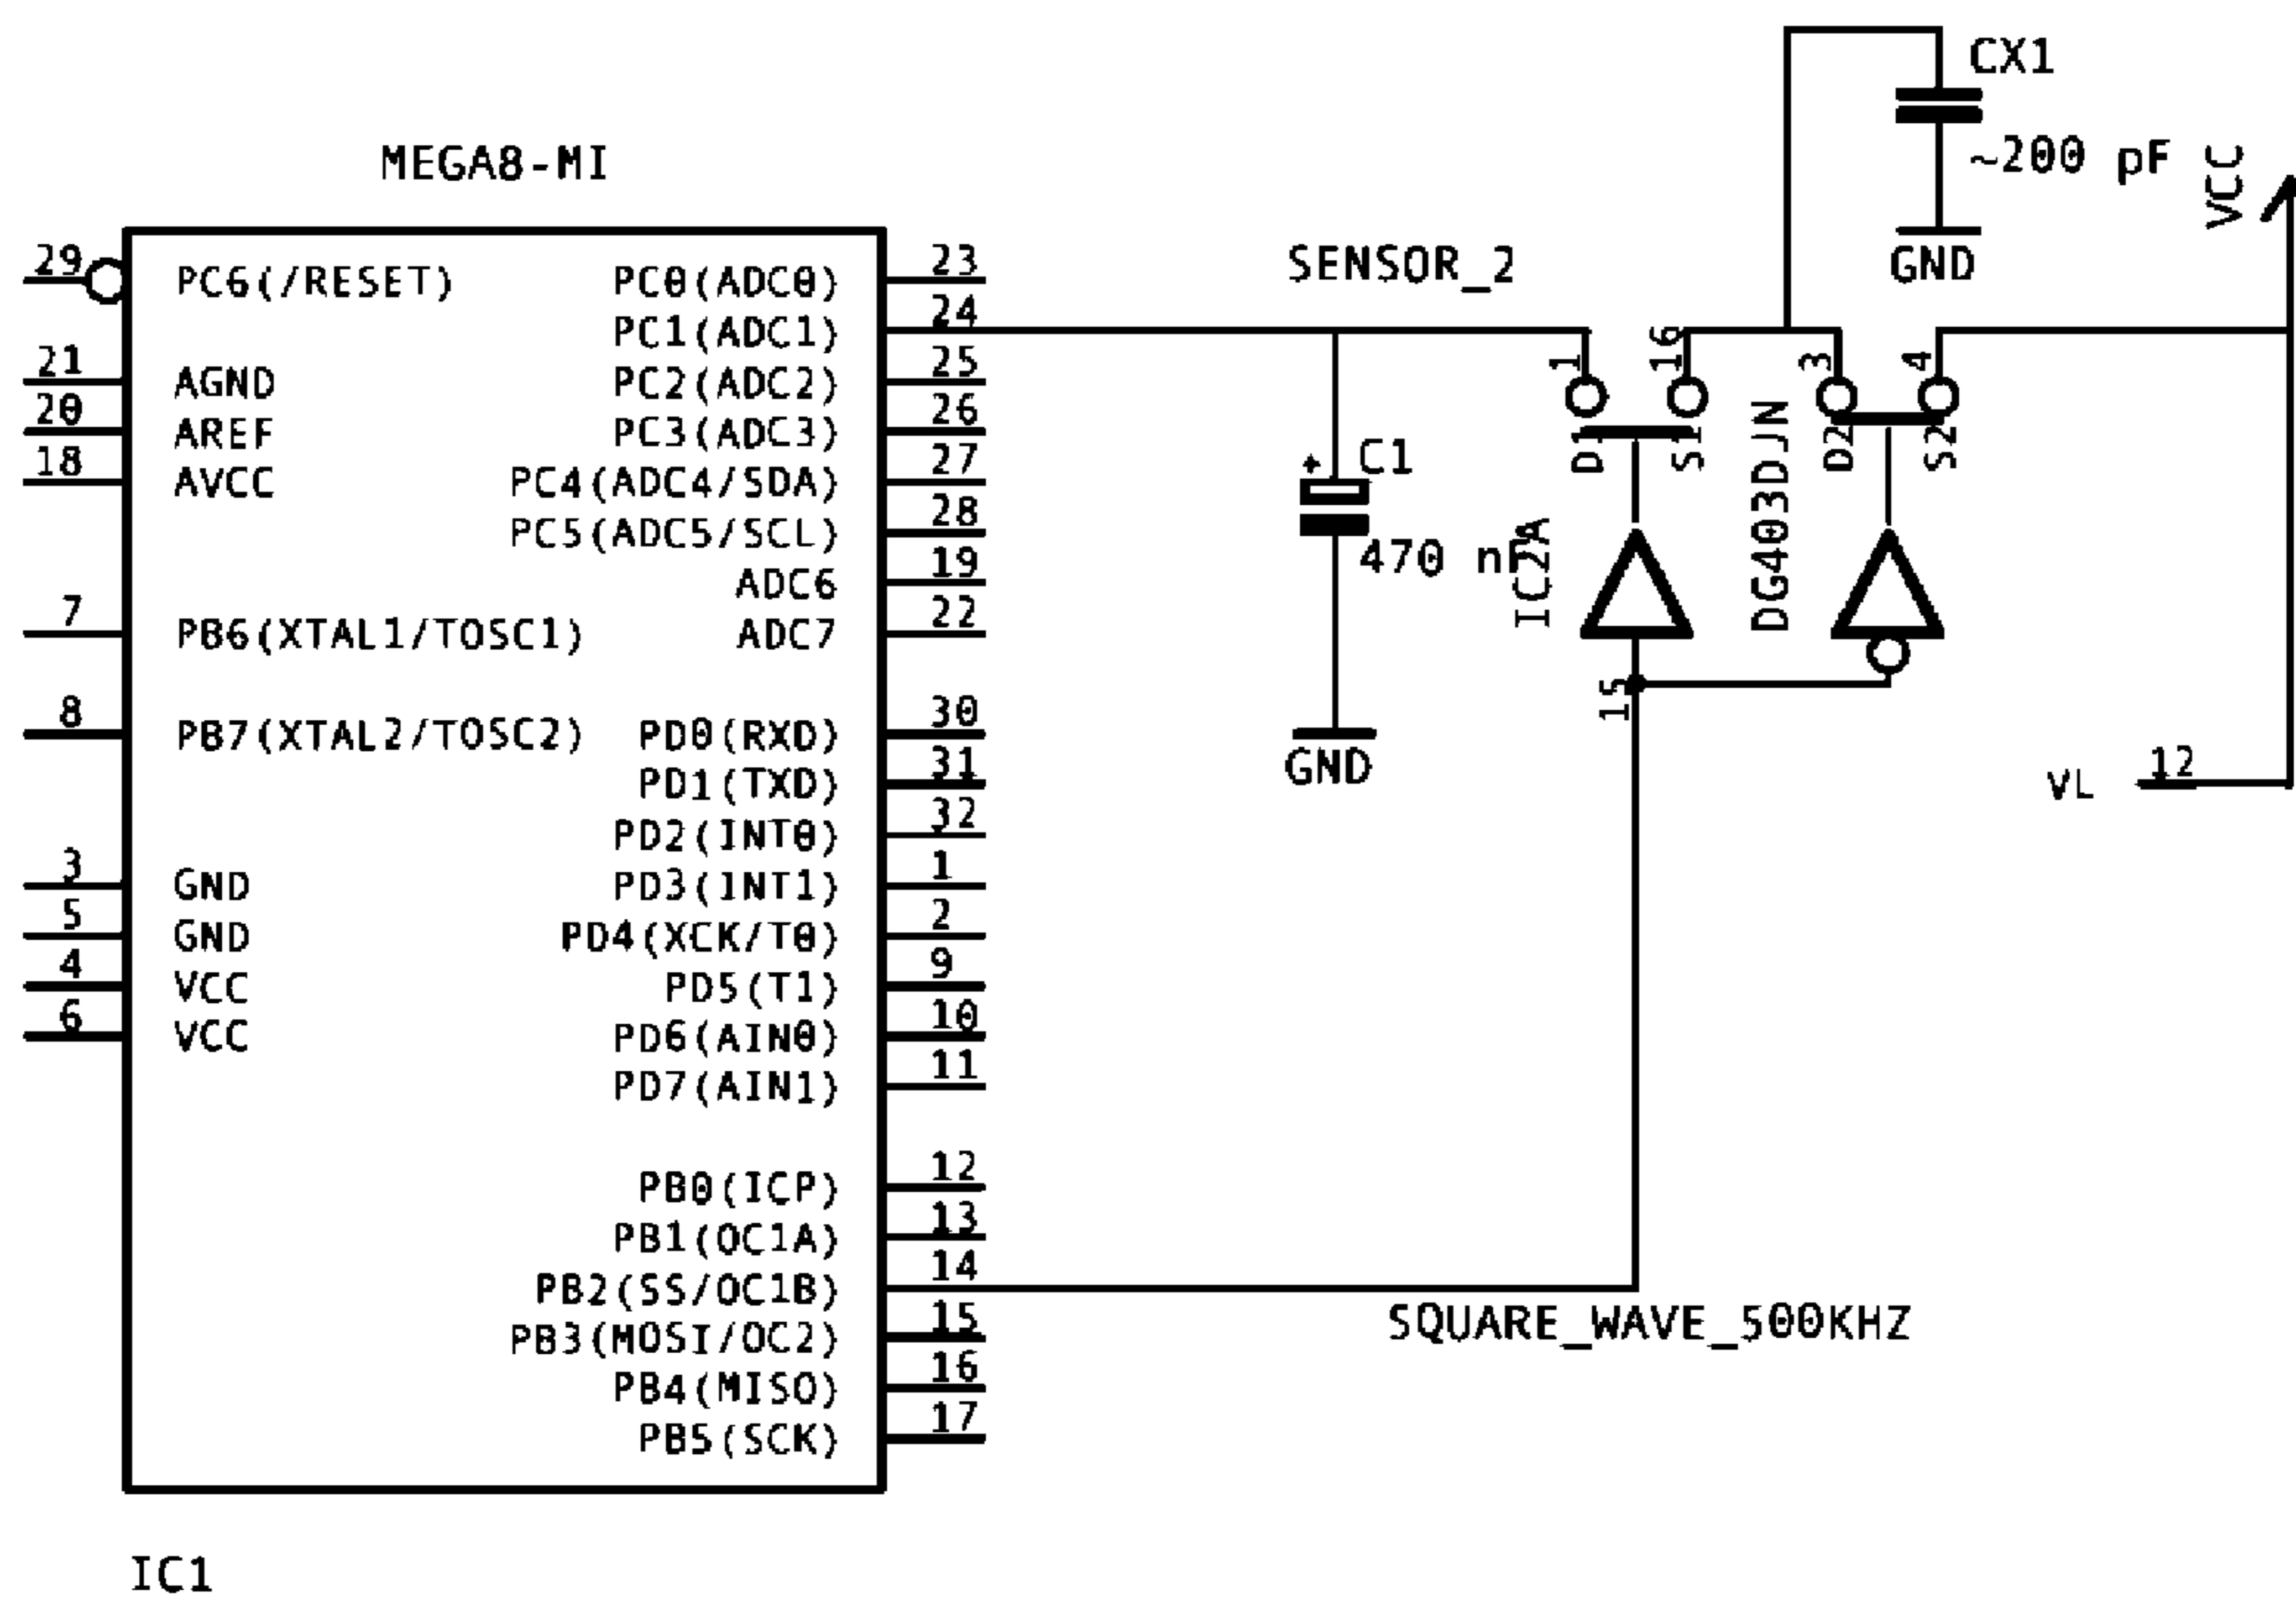 CX1
~200 pF
VCC
GND
MEGA8-MI
SENSOR_2
29
PC6(/RESET)
PC0(ADC0)
23
PC1(ADC1)
24
21
AGND
PC2(ADC2)
25
20
AREF
PC3(ADC3)
26
18
AVCC
PC4(ADC4/SDA)
27
PC5(ADC5/SCL)
28
ADC6
19
7
PB6(XTAL1/TOSC1)
ADC7
22
8
PB7(XTAL2/TOSC2)
PD0(RXD)
30
PD1(TXD)
31
PD2(INT0)
32
3
GND
PD3(INT1)
1
5
GND
PD4(XCK/T0)
2
4
VCC
PD5(T1)
9
6
VCC
PD6(AIN0)
10
PD7(AIN1)
11
PB0(ICP)
12
PB1(OC1A)
13
PB2(SS/OC1B)
14
PB3(MOSI/OC2)
15
PB4(MISO)
16
PB5(SCK)
17
IC1
C1
470 nF
GND
1
16
3
4
D1
S1
D2
S2
IC2A
DG403DJN
15
VL
12
SQUARE_WAVE_500KHZ